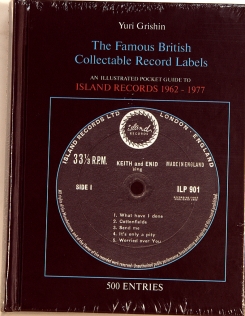 Yuri Grishin
The Famous British
Collectable Record Labels
AN ILLUSTRATED POCKET GUIDE TO
ISLAND RECORDS 1962 - 1977
ISLAND RECORDS LTD
LONDON - ENGLAND
island
33⅓ R.P.M.
KEITH and ENID
sing
MADE IN ENGLAND
SIDE 1
ILP 901
1. What have I done
2. Cottenfields
3. Send me
4. It's only a pity
5. Worried over You
500 ENTRIES